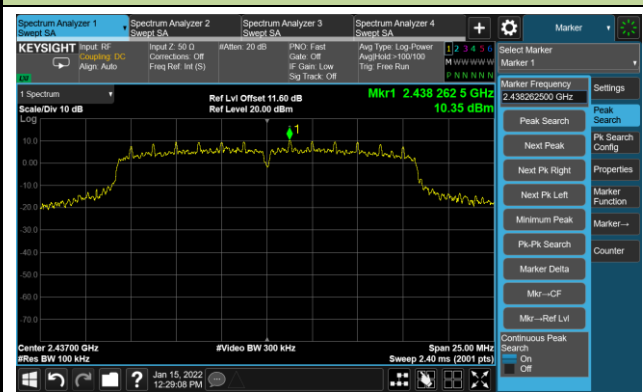 Spectrum Analyzer 1
Swept SA
Spectrum Analyzer 2
Swept SA
Spectrum Analyzer 3
Swept SA
Spectrum Analyzer 4
Swept SA
+
Marker
KEYSIGHT
Input: RF
Coupling: DC
Align: Auto
Input Z: 50 Ω
Corrections: Off
Freq Ref: Int (S)
#Atten: 20 dB
PNO: Fast
Gate: Off
IF Gain: Low
Sig Track: Off
Avg Type: Log-Power
Avg|Hold:>100/100
Trig: Free Run
1 2 3 4 5 6
M W W W W W
P N N N N N
Select Marker
Marker 1
1 Spectrum
Scale/Div 10 dB
Log
Ref Lvl Offset 11.60 dB
Ref Level 20.00 dBm
Mkr1 2.438 262 5 GHz
10.35 dBm
1
10.0
0.00
-10.0
-20.0
-30.0
-40.0
-50.0
-60.0
-70.0
Center 2.43700 GHz
#Res BW 100 kHz
#Video BW 300 kHz
Span 25.00 MHz
Sweep 2.40 ms (2001 pts)
Marker Frequency
2.438262500 GHz
Peak Search
Next Peak
Next Pk Right
Next Pk Left
Minimum Peak
Pk-Pk Search
Marker Delta
Mkr→CF
Mkr→Ref Lvl
Continuous Peak
Search
On
Off
Settings
Peak
Search
Pk Search
Config
Properties
Marker
Function
Marker→
Counter
?
Jan 15, 2022
12:29:08 PM